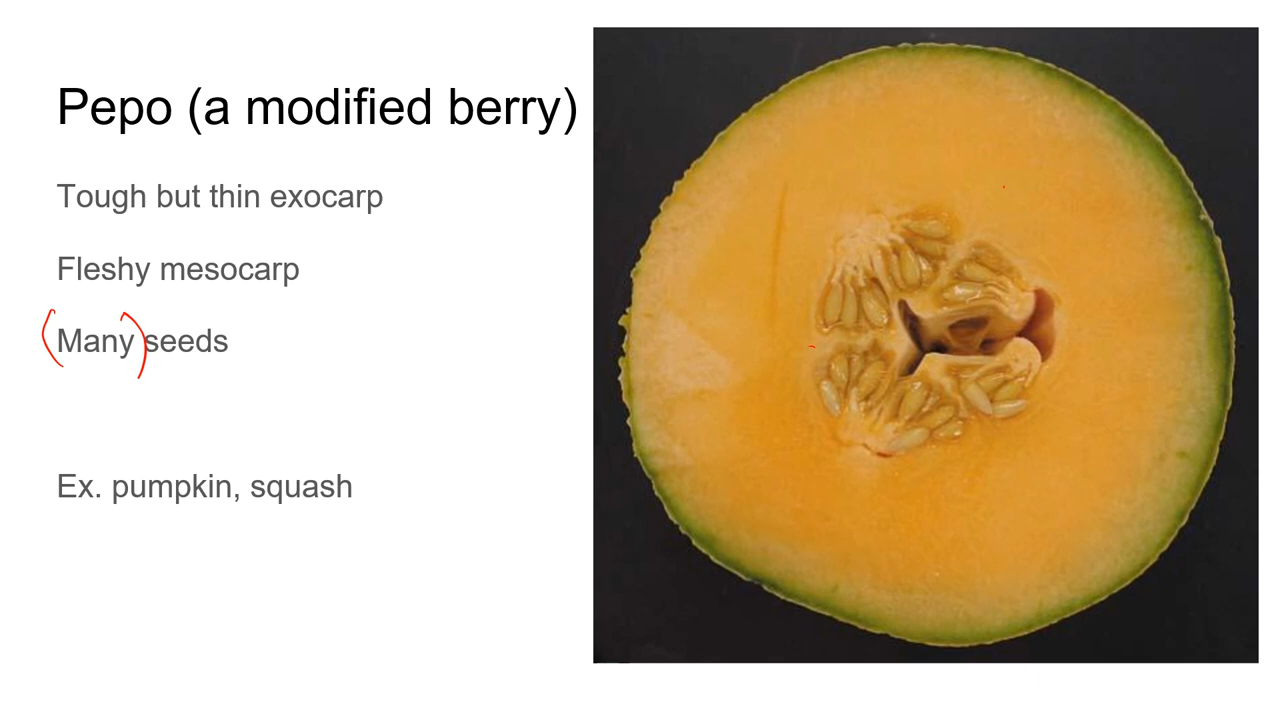 Pepo (a modified berry)
Tough but thin exocarp
Fleshy mesocarp
Many seeds
Ex. pumpkin, squash